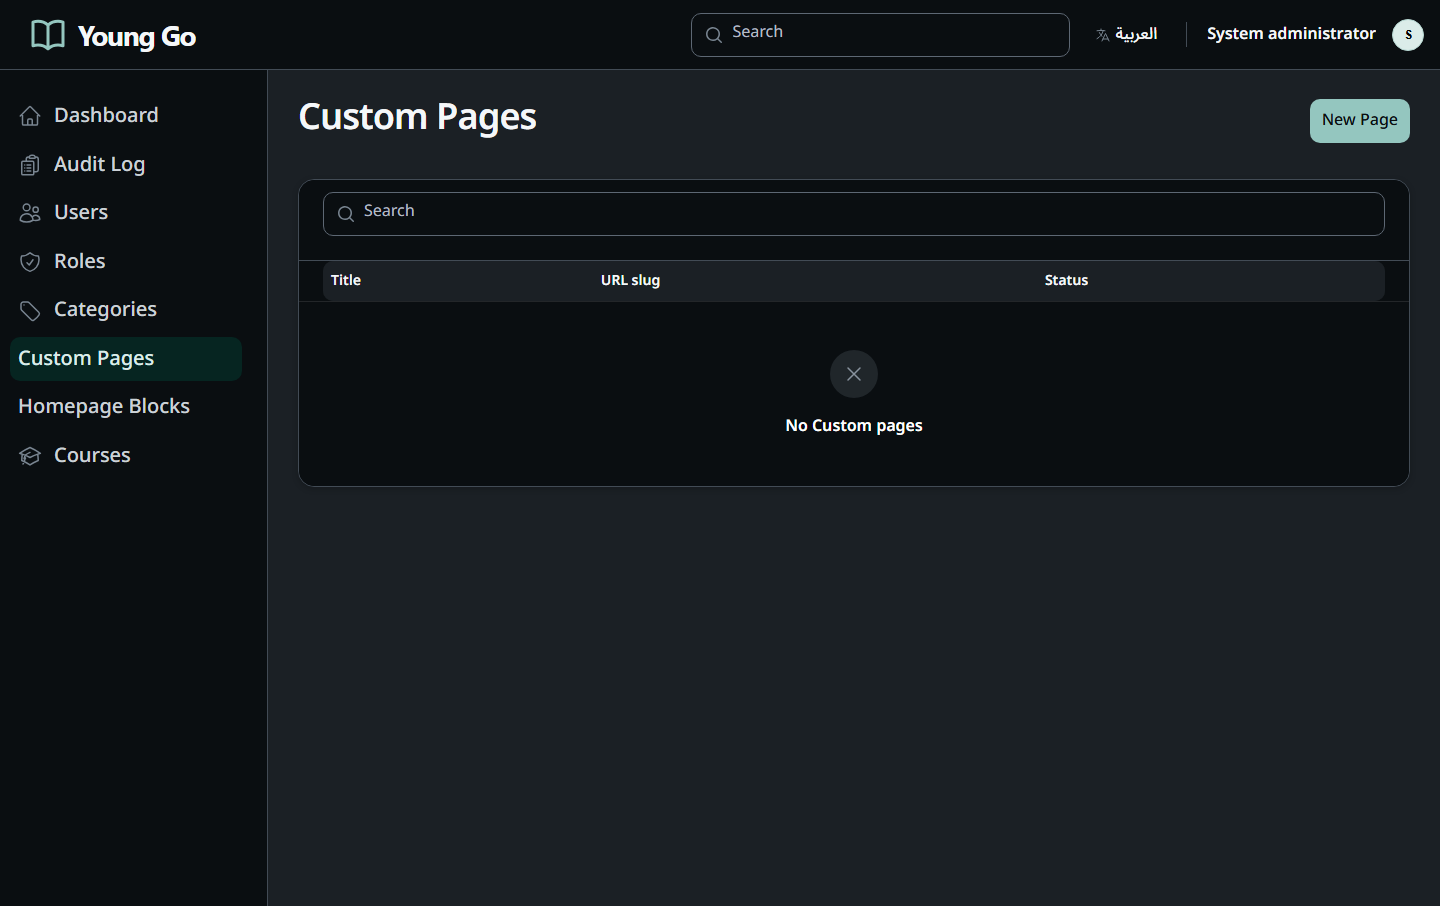 Young Go
Search
العربية
System administrator
S
Dashboard
Audit Log
Users
Roles
Categories
Custom Pages
Homepage Blocks
Courses
Custom Pages
New Page
Search
Title URL slug Status
No Custom pages